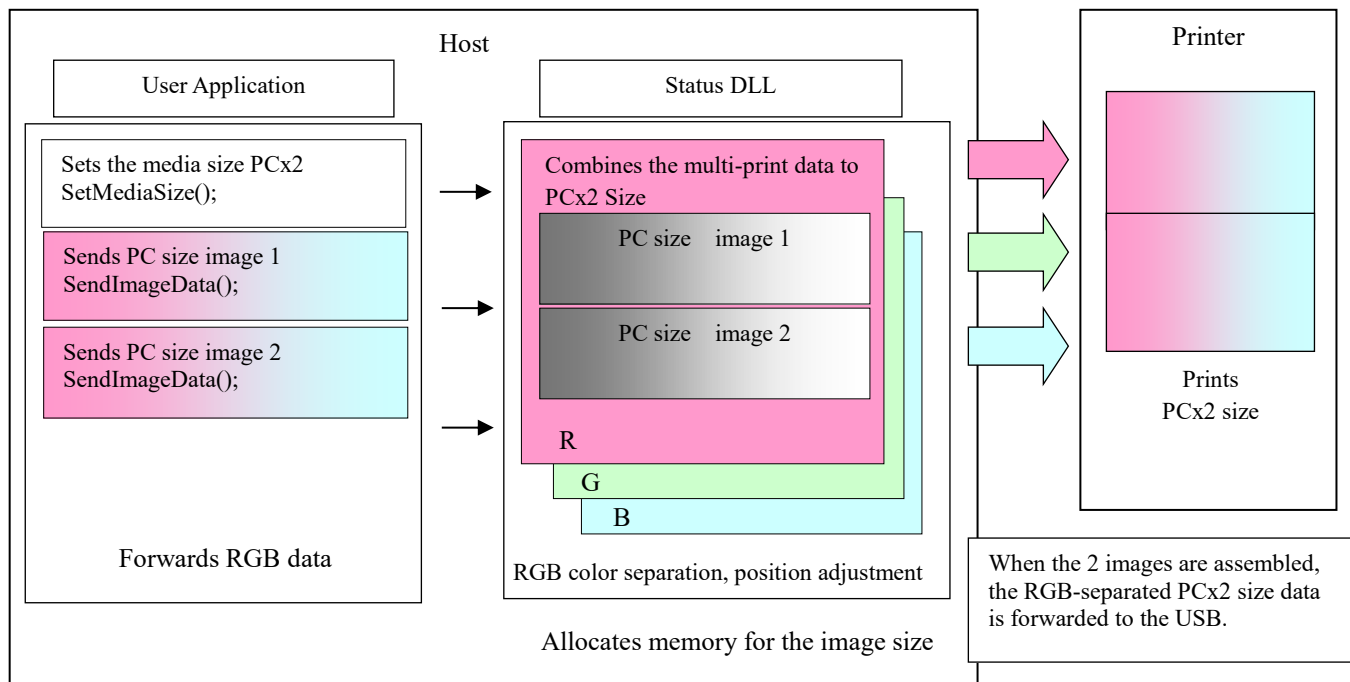 Host
User Application
Sets the media size PCx2
SetMediaSize();
Sends PC size image 1
SendImageData();
Sends PC size image 2
SendImageData();
Forwards RGB data
Status DLL
Combines the multi-print data to
PCx2 Size
PC size image 1
PC size image 2
R
G
B
RGB color separation, position adjustment
Allocates memory for the image size
Printer
Prints
PCx2 size
When the 2 images are assembled,
the RGB-separated PCx2 size data
is forwarded to the USB.